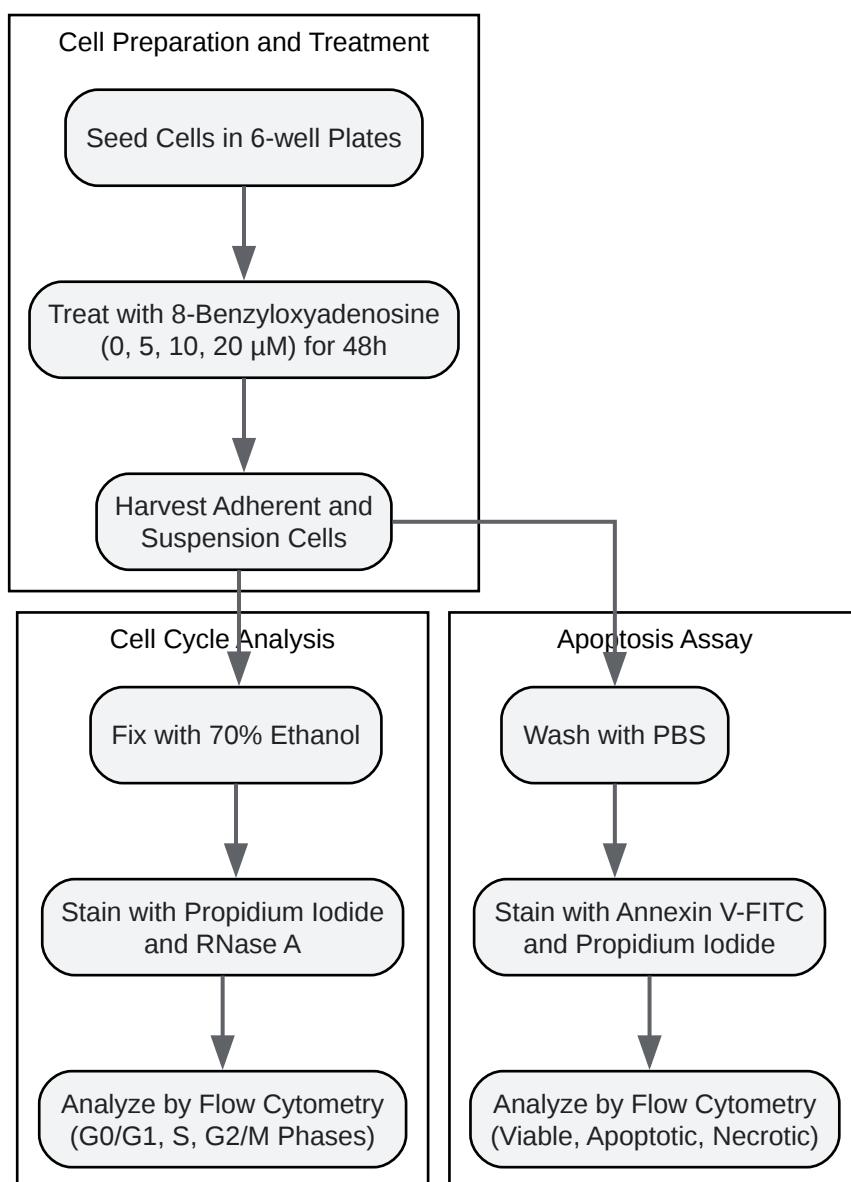 Cell Preparation and Treatment
Seed Cells in 6-well Plates
Treat with 8-Benzyloxyadenosine
(0, 5, 10, 20 µM) for 48h
Harvest Adherent and
Suspension Cells
Cell Cycle Analysis
Fix with 70% Ethanol
Stain with Propidium Iodide
and RNase A
Analyze by Flow Cytometry
(G0/G1, S, G2/M Phases)
Apoptosis Assay
Wash with PBS
Stain with Annexin V-FITC
and Propidium Iodide
Analyze by Flow Cytometry
(Viable, Apoptotic, Necrotic)